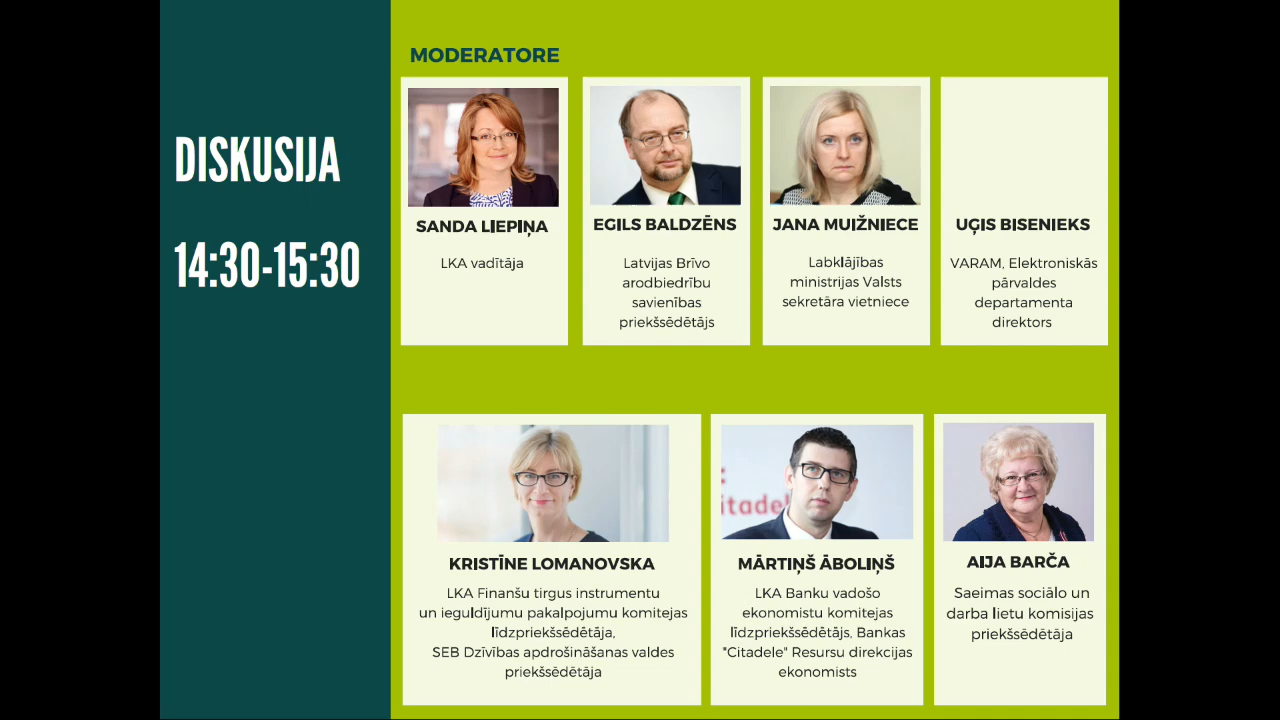 DISKUSIJA
14:30-15:30
MODERATORE
SANDA LIEPIŅA
LKA vadītāja
EGILS BALDZĒNS
Latvijas Brīvo
arodbiedrību
savienības
priekšsēdētājs
JANA MUIŽNIECE
Labklājības
ministrijas Valsts
sekretāra vietniece
UĢIS BISENIEKS
VARAM, Elektroniskās
pārvaldes
departamenta
direktors
KRISTĪNE LOMANOVSKA
LKA Finanšu tirgus instrumentu
un ieguldījumu pakalpojumu komitejas
līdzpriekšsēdētāja,
SEB Dzīvības apdrošināšanas valdes
priekšsēdētāja
itadel
MĀRTIŅŠ ĀBOLIŅŠ
LKA Banku vadošo
ekonomistu komitejas
līdzpriekšsēdētājs, Bankas
"Citadele" Resursu direkcijas
ekonomists
AIJA BARČA
Saeimas sociālo un
darba lietu komisijas
priekšsēdētāja